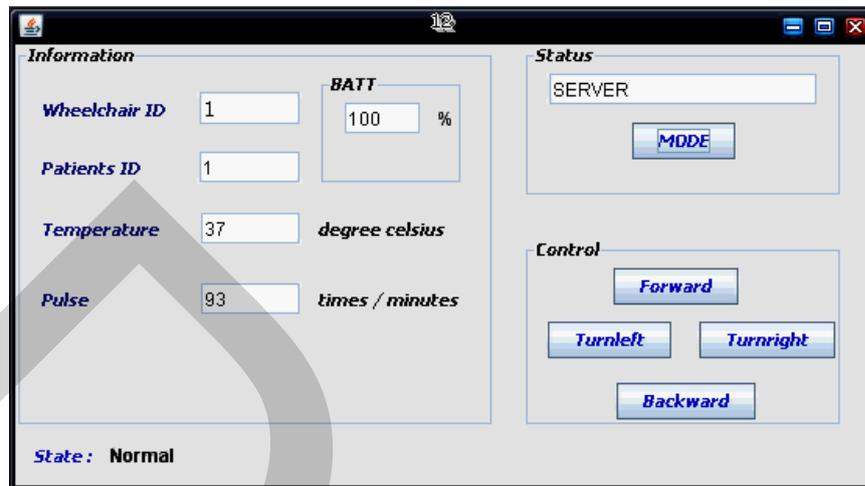 12
Information
Wheelchair ID 1
BATT
100 %
Patients ID 1
Temperature 37 degree celsius
Pulse 93 times / minutes
Status
SERVER
MODE
Control
Forward
Turnleft Turnright
Backward
State : Normal